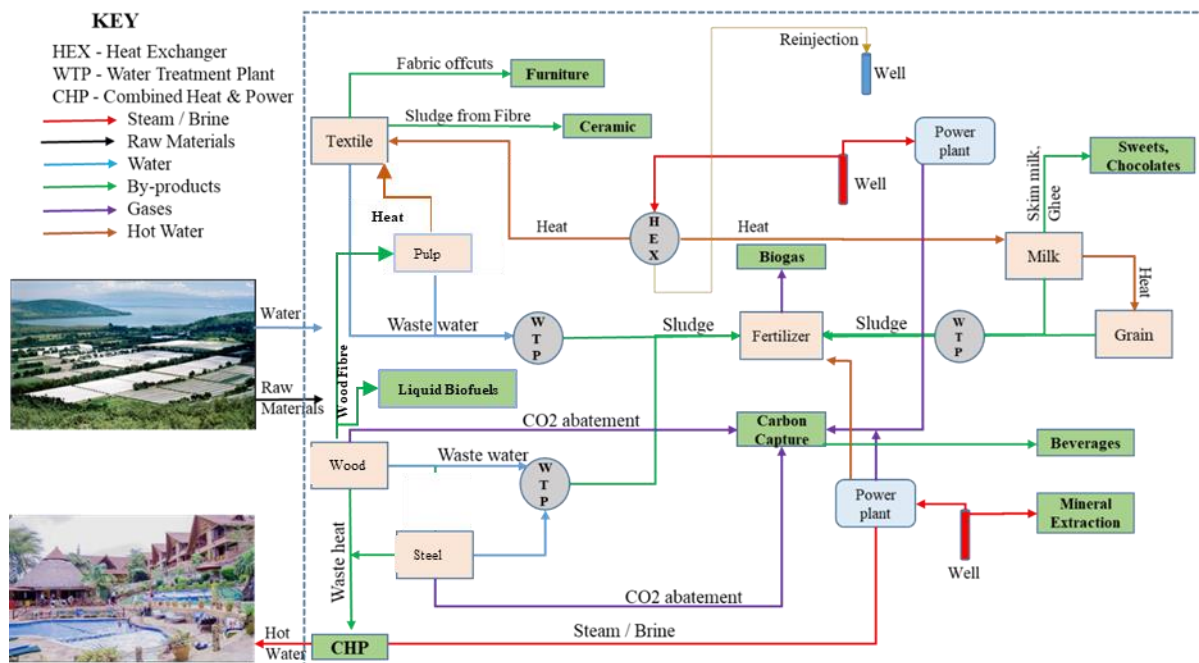 KEY
HEX - Heat Exchanger
WTP - Water Treatment Plant
CHP - Combined Heat & Power
Steam / Brine
Raw Materials
Water
By-products
Gases
Hot Water
Reinjection
Well
Fabric offcuts
Furniture
Sludge from Fibre
Ceramic
Textile
Power
plant
Well
Sweets,
Chocolates
Skim milk,
Ghee
Heat
Pulp
Heat
HEX
Heat
Milk
Heat
Grain
Biogas
Water
Waste water
WTP
Sludge
Fertilizer
Sludge
WTP
Raw
Materials
Wood Fibre
Liquid Biofuels
CO2 abatement
Carbon
Capture
Beverages
Wood
Waste water
WTP
Power
plant
Mineral
Extraction
Well
Waste heat
Steel
CO2 abatement
Steam / Brine
Hot
Water
CHP